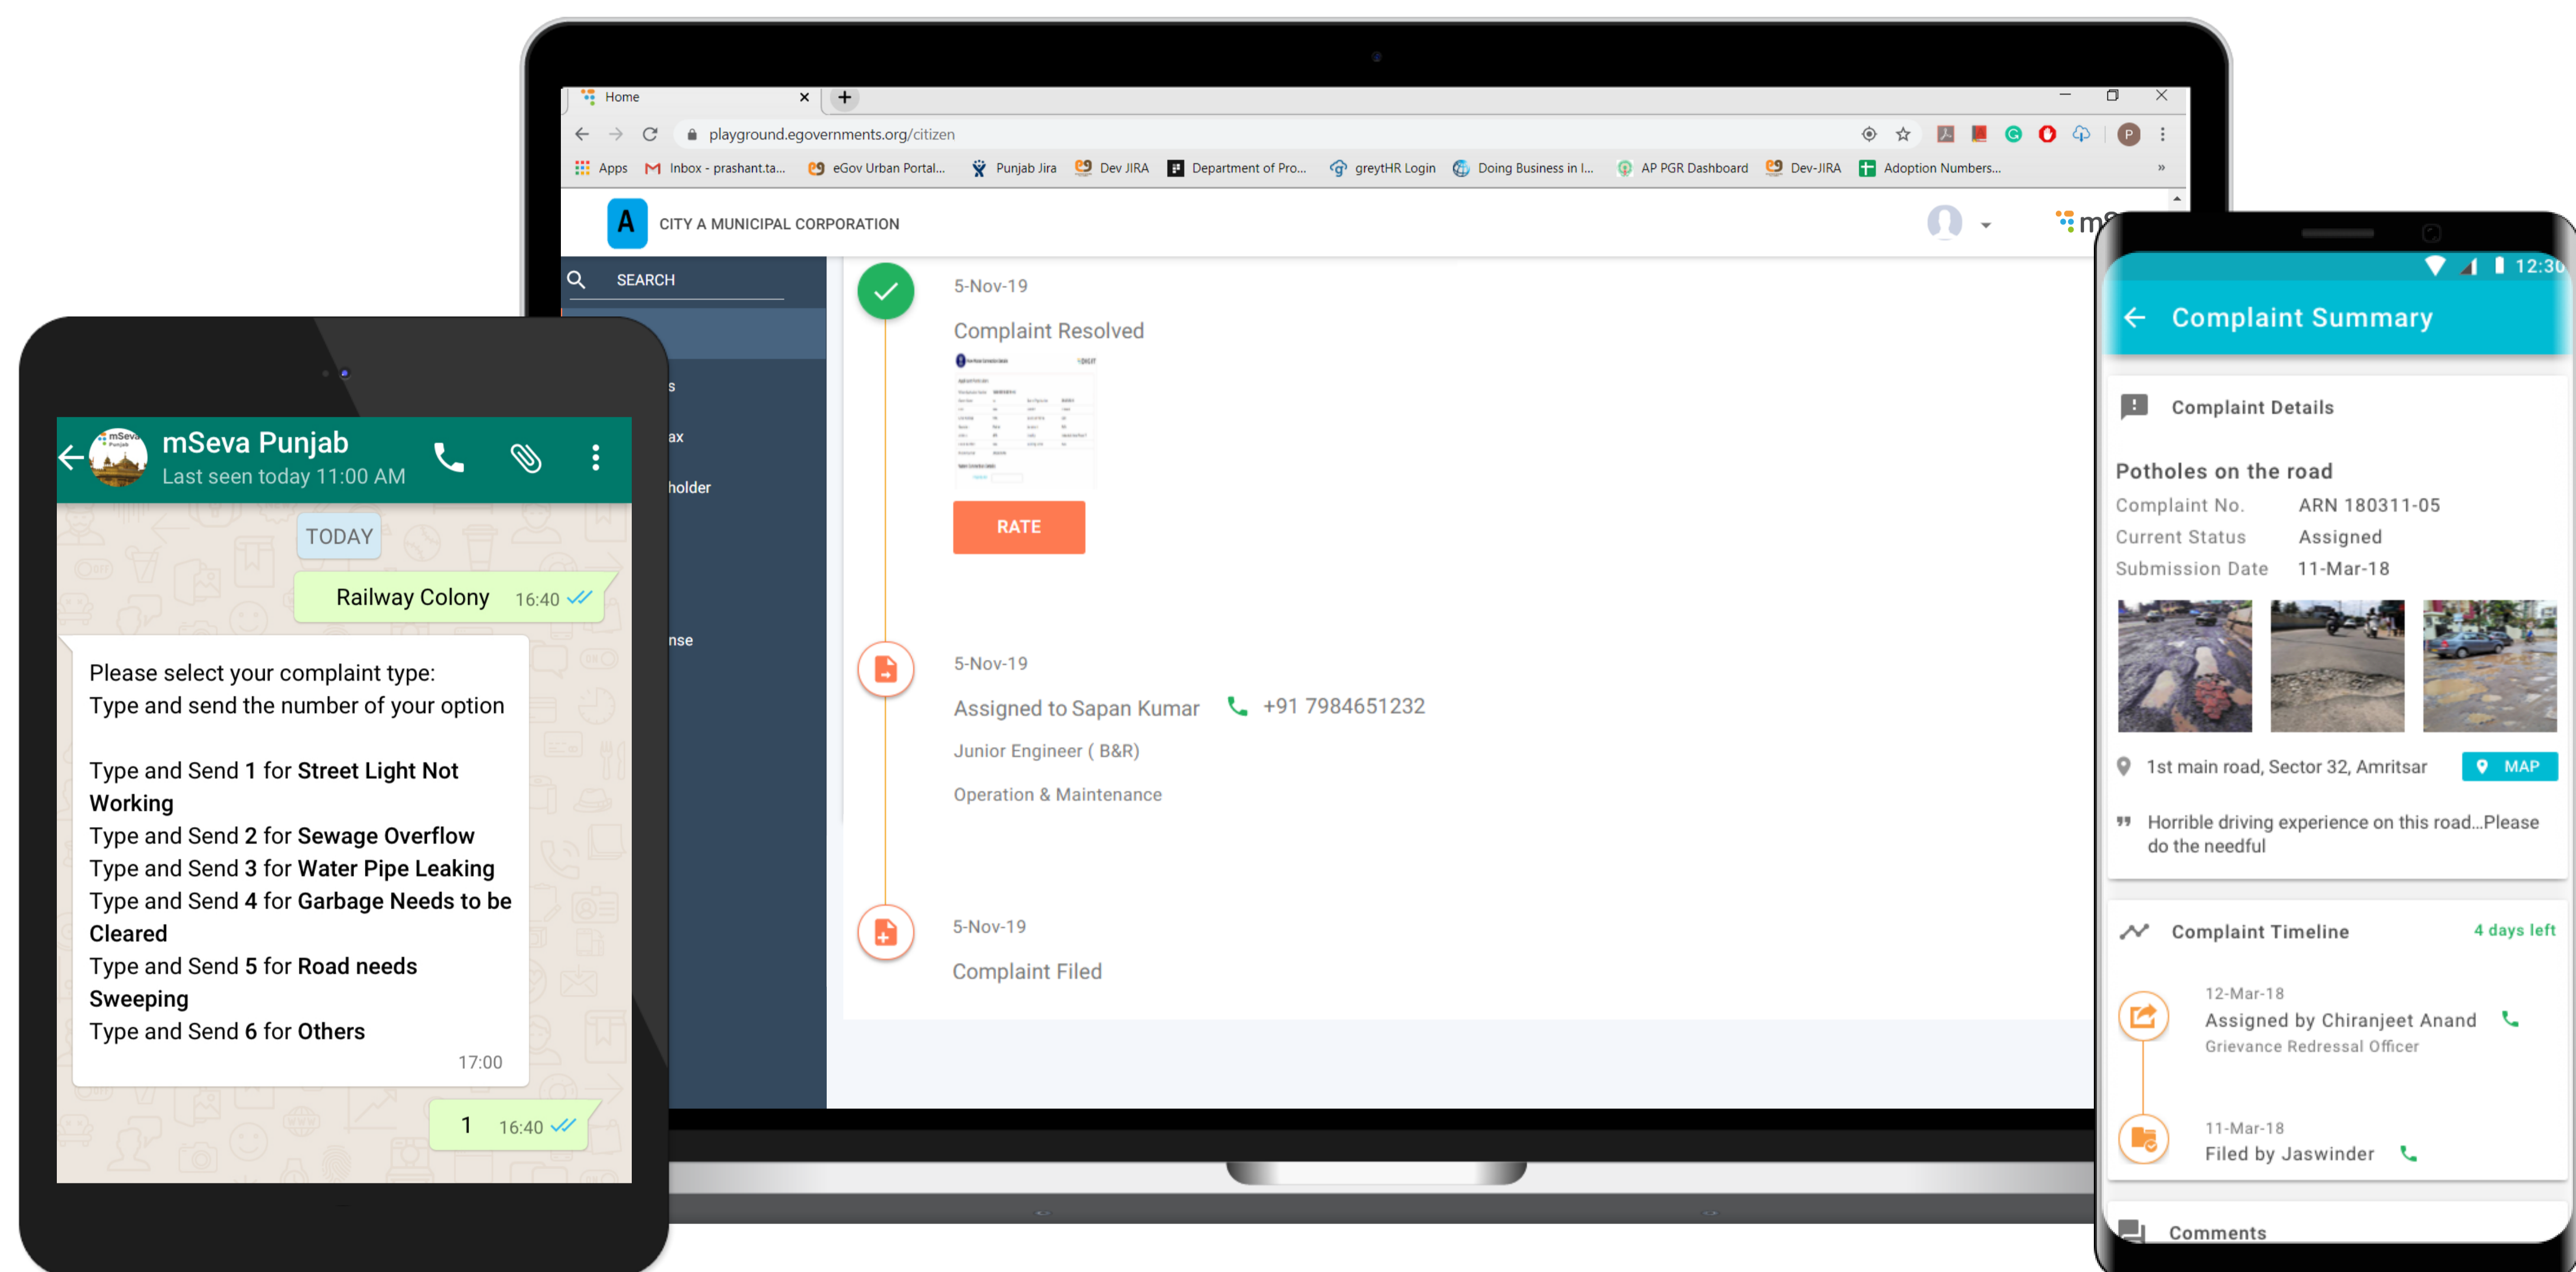 mSeva Punjab
Last seen today 11:00 AM
TODAY
Railway Colony 16:40
Please select your complaint type:
Type and send the number of your option
Type and Send 1 for Street Light Not
Working
Type and Send 2 for Sewage Overflow
Type and Send 3 for Water Pipe Leaking
Type and Send 4 for Garbage Needs to be
Cleared
Type and Send 5 for Road needs
Sweeping
Type and Send 6 for Others
17:00
1 16:40
Home
playground.egovernments.org/citizen
P
Apps Inbox - prashant.ta... eGov Urban Portal... Punjab Jira Dev JIRA Department of Pro... greytHR Login Doing Business in I... AP PGR Dashboard Dev-JIRA Adoption Numbers... »
A CITY A MUNICIPAL CORPORATION
SEARCH
s
ax
holder
nse
5-Nov-19
Complaint Resolved
RATE
5-Nov-19
Assigned to Sapan Kumar +91 7984651232
Junior Engineer ( B&R)
Operation & Maintenance
5-Nov-19
Complaint Filed
12:30
Complaint Summary
Complaint Details
Potholes on the road
Complaint No. ARN 180311-05
Current Status Assigned
Submission Date 11-Mar-18
1st main road, Sector 32, Amritsar MAP
Horrible driving experience on this road...Please
do the needful
Complaint Timeline 4 days left
12-Mar-18
Assigned by Chiranjeet Anand
Grievance Redressal Officer
11-Mar-18
Filed by Jaswinder
Comments